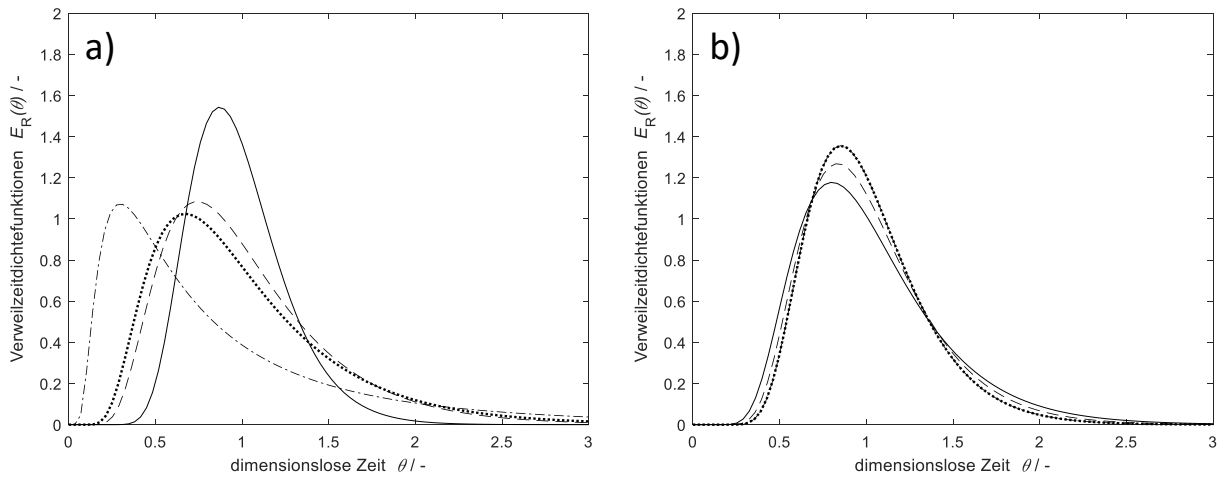 a)
Verweilzeitdichtefunktionen E_R(θ) / -
2
1.8
1.6
1.4
1.2
1
0.8
0.6
0.4
0.2
0
0 0.5 1 1.5 2 2.5 3
dimensionslose Zeit θ / -
b)
Verweilzeitdichtefunktionen E_R(θ) / -
2
1.8
1.6
1.4
1.2
1
0.8
0.6
0.4
0.2
0
0 0.5 1 1.5 2 2.5 3
dimensionslose Zeit θ / -